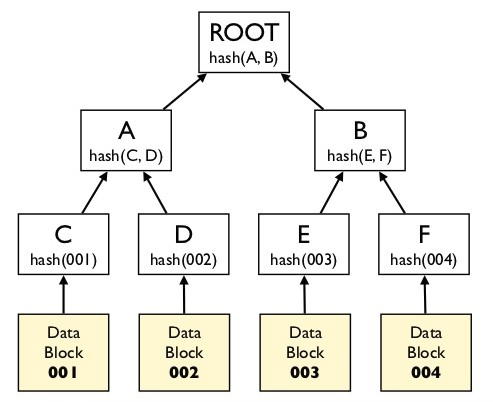 ROOT
hash(A, B)
A
hash(C, D)
B
hash(E, F)
C
hash(001)
D
hash(002)
E
hash(003)
F
hash(004)
Data
Block
001
Data
Block
002
Data
Block
003
Data
Block
004